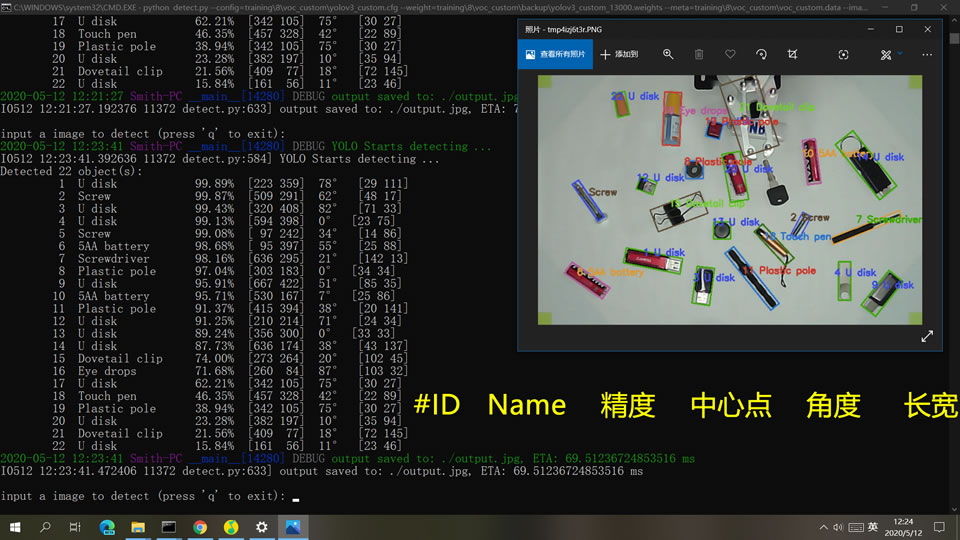 C:\WINDOWS\system32\CMD.EXE - python detect.py --config=training\8\voc_custom\yolov3_custom.cfg --weight=training\8\voc_custom\backup\yolov3_custom_13000.weights --meta=training\8\voc_custom\voc_custom.data --ima...
17 U disk 62.21% [342 105] 75° [30 27]
18 Touch pen 46.35% [457 328] 42° [22 89]
19 Plastic pole 38.94% [342 105] 75° [30 27]
20 U disk 23.28% [382 197] 10° [35 94]
21 Dovetail clip 21.56% [409 77] 18° [72 145]
22 U disk 15.84% [161 56] 11° [23 46]
2020-05-12 12:21:27 Smith-PC __main__[14280] DEBUG output saved to: ./output.jpg
I0512 12:21:27.192376 11372 detect.py:633] output saved to: ./output.jpg, ETA: 7
input a image to detect (press 'q' to exit):
2020-05-12 12:23:41 Smith-PC __main__[14280] DEBUG YOLO Starts detecting ...
I0512 12:23:41.392636 11372 detect.py:584] YOLO Starts detecting ...
Detected 22 object(s):
1 U disk 99.89% [223 359] 78° [29 111]
2 Screw 99.87% [509 291] 62° [48 17]
3 U disk 99.43% [320 408] 82° [71 33]
4 U disk 99.13% [594 398] 0° [23 75]
5 Screw 99.08% [ 97 242] 34° [14 86]
6 5AA battery 98.68% [ 95 397] 55° [25 88]
7 Screwdriver 98.16% [636 295] 21° [142 13]
8 Plastic pole 97.04% [303 183] 0° [34 34]
9 U disk 95.91% [667 422] 51° [85 35]
10 5AA battery 95.71% [530 167] 7° [25 86]
11 Plastic pole 91.37% [415 394] 38° [20 141]
12 U disk 91.25% [210 214] 71° [24 34]
13 U disk 89.24% [356 300] 0° [33 33]
14 U disk 87.73% [636 174] 38° [43 137]
15 Dovetail clip 74.00% [273 264] 20° [102 45]
16 Eye drops 71.68% [260 84] 87° [103 32]
17 U disk 62.21% [342 105] 75° [30 27]
18 Touch pen 46.35% [457 328] 42° [22 89]
19 Plastic pole 38.94% [342 105] 75° [30 27]
20 U disk 23.28% [382 197] 10° [35 94]
21 Dovetail clip 21.56% [409 77] 18° [72 145]
22 U disk 15.84% [161 56] 11° [23 46]
2020-05-12 12:23:41 Smith-PC __main__[14280] DEBUG output saved to: ./output.jpg, ETA: 69.51236724853516 ms
I0512 12:23:41.472406 11372 detect.py:633] output saved to: ./output.jpg, ETA: 69.51236724853516 ms
input a image to detect (press 'q' to exit):
照片 - tmp4izj6t3r.PNG
查看所有照片 添加到
U disk
Eye drops
Dovetail clip
Plastic pole
5AA battery
U disk
8 Plastic pole
U disk
12 U disk
Screw
Dovetail clip
13 U disk
2 Screw
7 Screwdriver
Touch pen
1 U disk
6 5AA battery
3 U disk
11 Plastic pole
4 U disk
9 U disk
#ID Name 精度 中心点 角度 长宽
英
12:24
2020/5/12